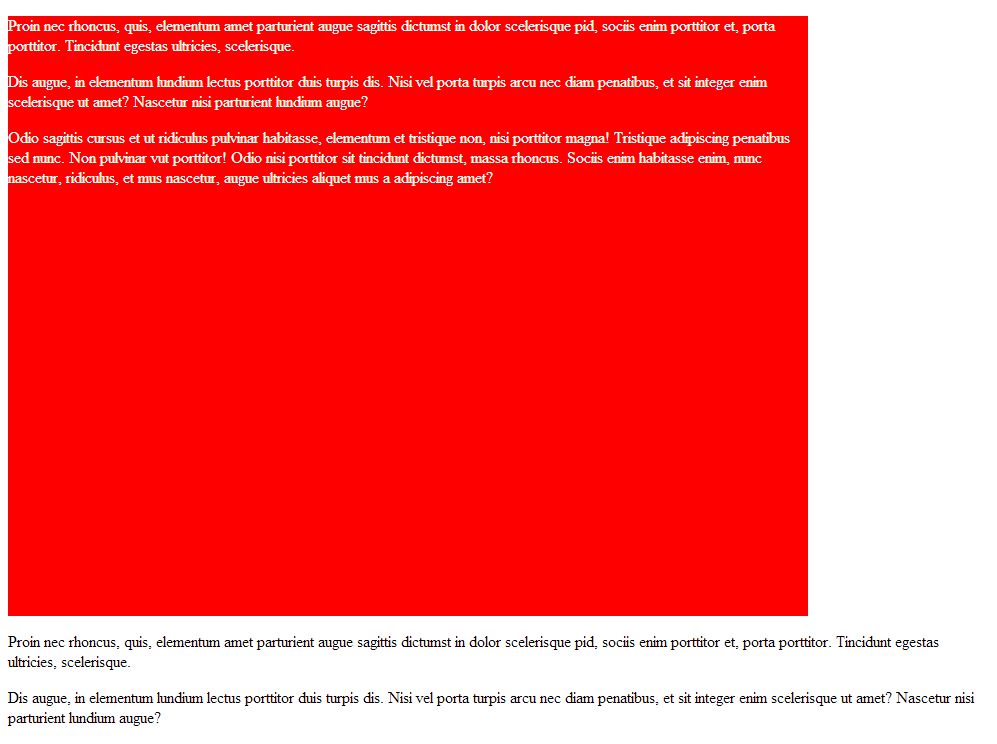 Proin nec rhoncus, quis, elementum amet parturient augue sagittis dictumst in dolor scelerisque pid, sociis enim porttitor et, porta
porttitor. Tincidunt egestas ultricies, scelerisque.
Dis augue, in elementum lundium lectus porttitor duis turpis dis. Nisi vel porta turpis arcu nec diam penatibus, et sit integer enim
scelerisque ut amet? Nascetur nisi parturient lundium augue?
Odio sagittis cursus et ut ridiculus pulvinar habitasse, elementum et tristique non, nisi porttitor magna! Tristique adipiscing penatibus
sed nunc. Non pulvinar vut porttitor! Odio nisi porttitor sit tincidunt dictumst, massa rhoncus. Sociis enim habitasse enim, nunc
nascetur, ridiculus, et mus nascetur, augue ultricies aliquet mus a adipiscing amet?
Proin nec rhoncus, quis, elementum amet parturient augue sagittis dictumst in dolor scelerisque pid, sociis enim porttitor et, porta porttitor. Tincidunt egestas
ultricies, scelerisque.
Dis augue, in elementum lundium lectus porttitor duis turpis dis. Nisi vel porta turpis arcu nec diam penatibus, et sit integer enim scelerisque ut amet? Nascetur nisi
parturient lundium augue?